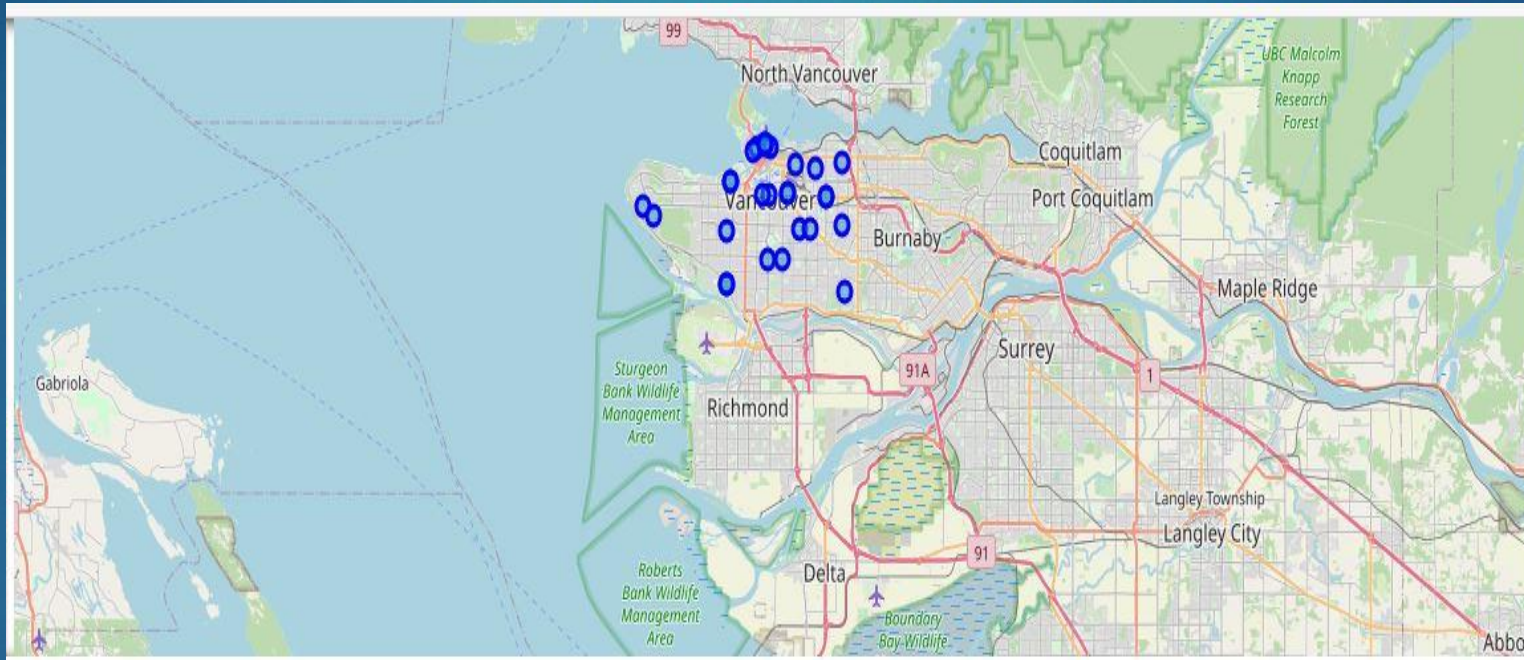 99
North Vancouver
UBC Malcolm
Knapp
Research
Forest
Coquitlam
Port Coquitlam
Vancouver
Burnaby
Maple Ridge
Surrey
Gabriola
Sturgeon
Bank Wildlife
Management
Area
91A
1
Richmond
Langley Township
Langley City
91
Delta
Roberts
Bank Wildlife
Management
Area
Boundary
Bay Wildlife
Abbo